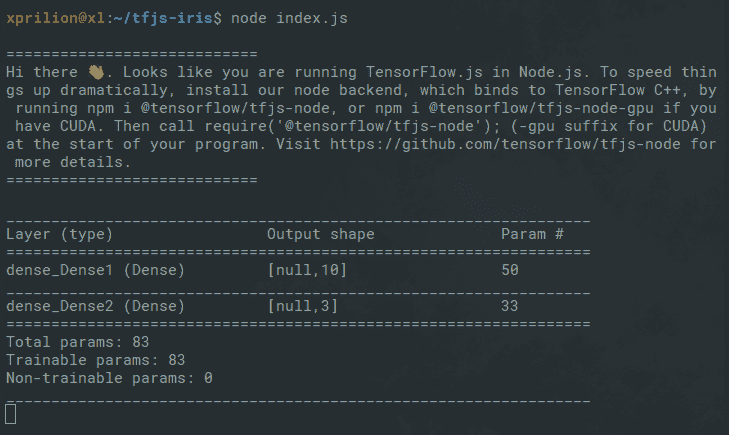 xprilion@xl:~/tfjs-iris$ node index.js
============================
Hi there 👋. Looks like you are running TensorFlow.js in Node.js. To speed thin
gs up dramatically, install our node backend, which binds to TensorFlow C++, by
 running npm i @tensorflow/tfjs-node, or npm i @tensorflow/tfjs-node-gpu if you
 have CUDA. Then call require('@tensorflow/tfjs-node'); (-gpu suffix for CUDA) 
at the start of your program. Visit https://github.com/tensorflow/tfjs-node for
 more details.
============================
_________________________________________________________________
Layer (type)                 Output shape              Param #
=================================================================
dense_Dense1 (Dense)         [null,10]                 50
_________________________________________________________________
dense_Dense2 (Dense)         [null,3]                  33
=================================================================
Total params: 83
Trainable params: 83
Non-trainable params: 0
_________________________________________________________________